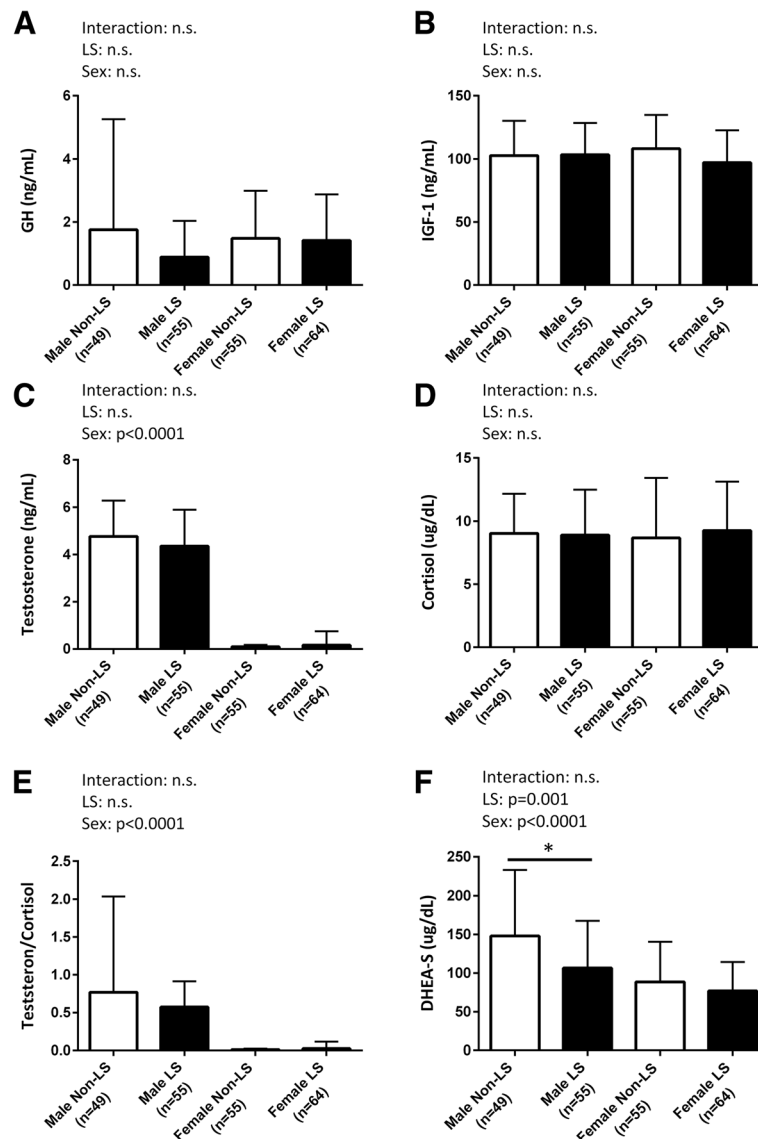 A
Interaction: n.s.
LS: n.s.
Sex: n.s.
GH (ng/mL)
6
4
2
0
Male Non-LS
(n=49)
Male LS
(n=55)
Female Non-LS
(n=55)
Female LS
(n=64)
B
Interaction: n.s.
LS: n.s.
Sex: n.s.
IGF-1 (ng/mL)
150
100
50
0
Male Non-LS
(n=49)
Male LS
(n=55)
Female Non-LS
(n=55)
Female LS
(n=64)
C
Interaction: n.s.
LS: n.s.
Sex: p<0.0001
Testosterone (ng/mL)
8
6
4
2
0
Male Non-LS
(n=49)
Male LS
(n=55)
Female Non-LS
(n=55)
Female LS
(n=64)
D
Interaction: n.s.
LS: n.s.
Sex: n.s.
Cortisol (ug/dL)
15
10
5
0
Male Non-LS
(n=49)
Male LS
(n=55)
Female Non-LS
(n=55)
Female LS
(n=64)
E
Interaction: n.s.
LS: n.s.
Sex: p<0.0001
Teststeron/Cortisol
2.5
2.0
1.5
1.0
0.5
0.0
Male Non-LS
(n=49)
Male LS
(n=55)
Female Non-LS
(n=55)
Female LS
(n=64)
F
Interaction: n.s.
LS: p=0.001
Sex: p<0.0001
DHEA-S (ug/dL)
250
200
150
100
50
0
*
Male Non-LS
(n=49)
Male LS
(n=55)
Female Non-LS
(n=55)
Female LS
(n=64)